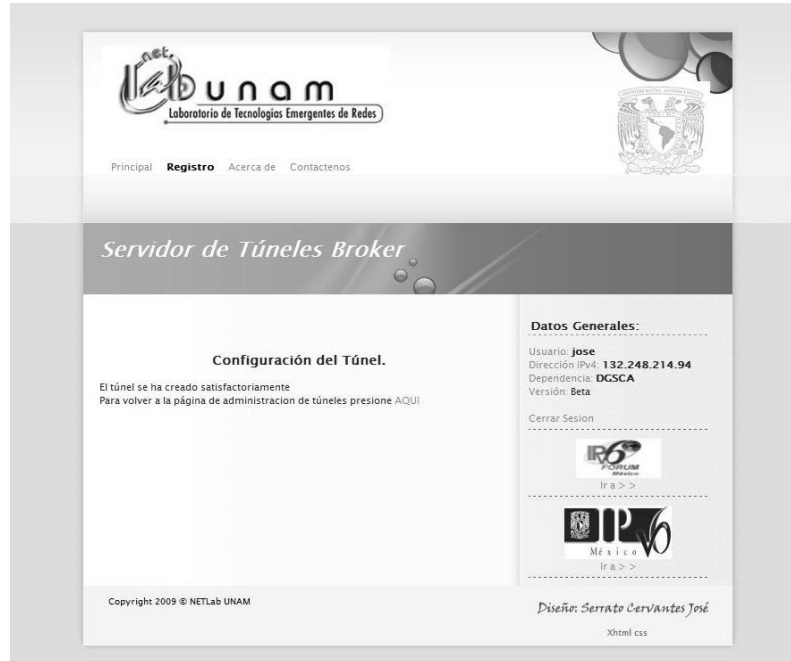 net.
Lab unam
Laboratorio de Tecnologías Emergentes de Redes
Principal Registro Acerca de Contactenos
Servidor de Túneles Broker
Configuración del Túnel.
El túnel se ha creado satisfactoriamente
Para volver a la página de administracion de túneles presione AQUI
Datos Generales:
Usuario: jose
Dirección IPv4: 132.248.214.94
Dependencia: DGSCA
Versión: Beta
Cerrar Sesion
IPv6
FORUM
México
Ir a > >
IPv6
México
Ir a > >
Copyright 2009 © NETLab UNAM
Diseño: Serrato Cervantes José
Xhtml css